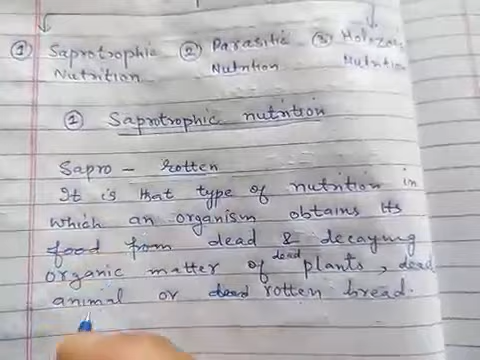 ① Saprotrophic ② Parasitic ③ Holozoic
Nutrition Nutrition Nutrition
① Saprotrophic nutrition
Sapro - rotten
It is that type of nutrition in
which an organism obtains its
food from dead & decaying
organic matter of dead plants, dead
animal or dead rotten bread.